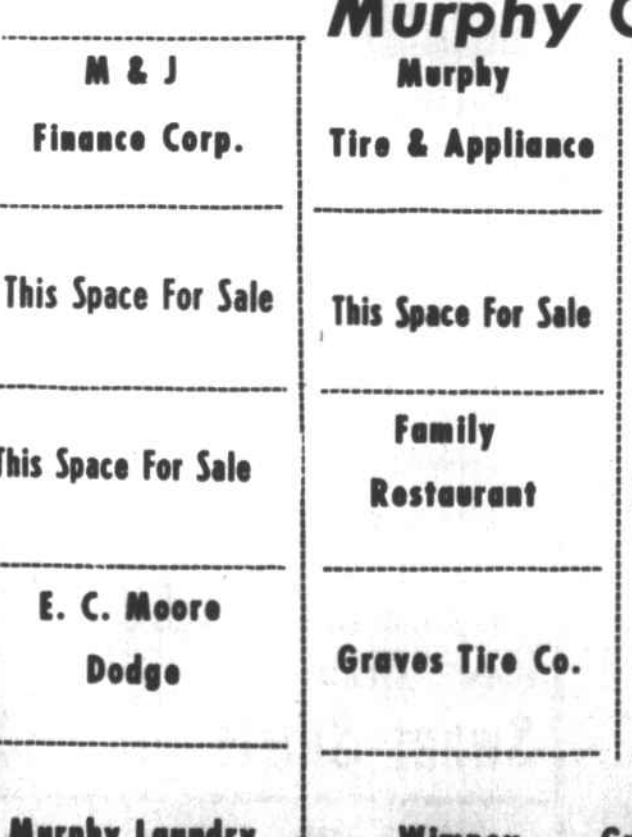 Murphy
M & J
Finance Corp.
This Space For Sale
This Space For Sale
E. C. Moore
Dodge
Murphy Laundry
Murphy
Tire & Appliance
This Space For Sale
Family
Restaurant
Graves Tire Co.